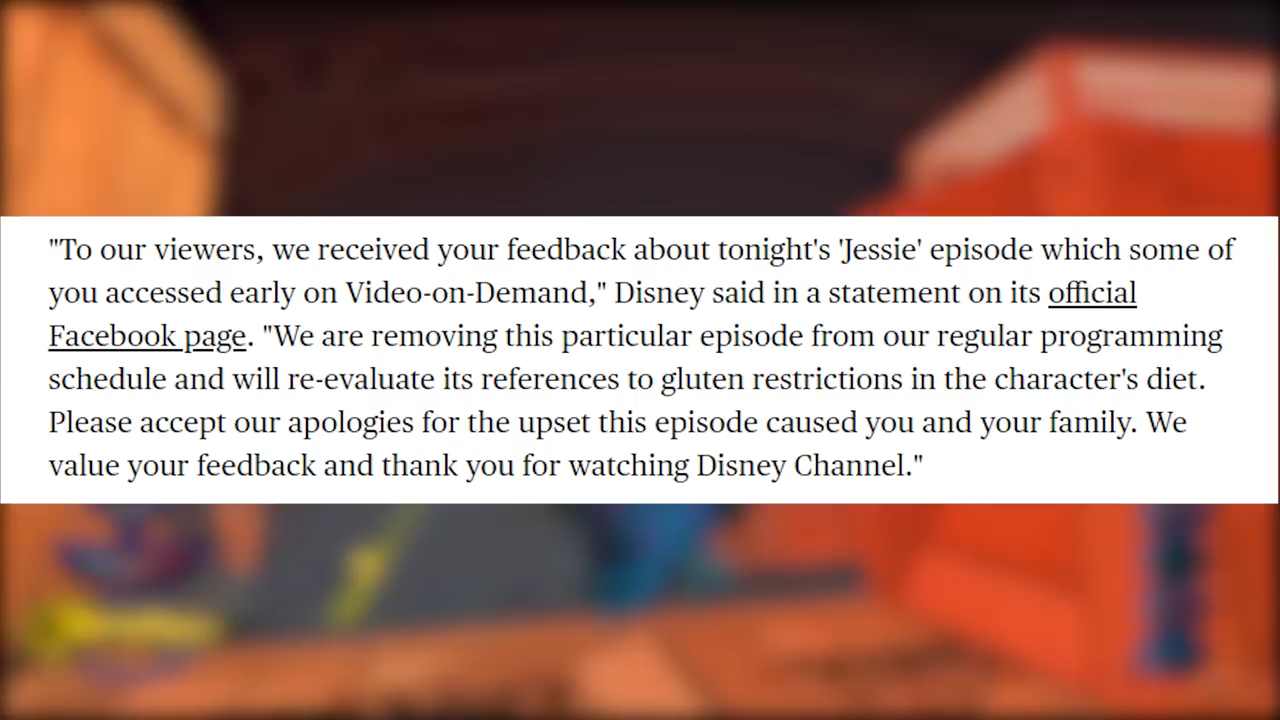 "To our viewers, we received your feedback about tonight's 'Jessie' episode which some of
you accessed early on Video-on-Demand," Disney said in a statement on its official
Facebook page. "We are removing this particular episode from our regular programming
schedule and will re-evaluate its references to gluten restrictions in the character's diet.
Please accept our apologies for the upset this episode caused you and your family. We
value your feedback and thank you for watching Disney Channel."